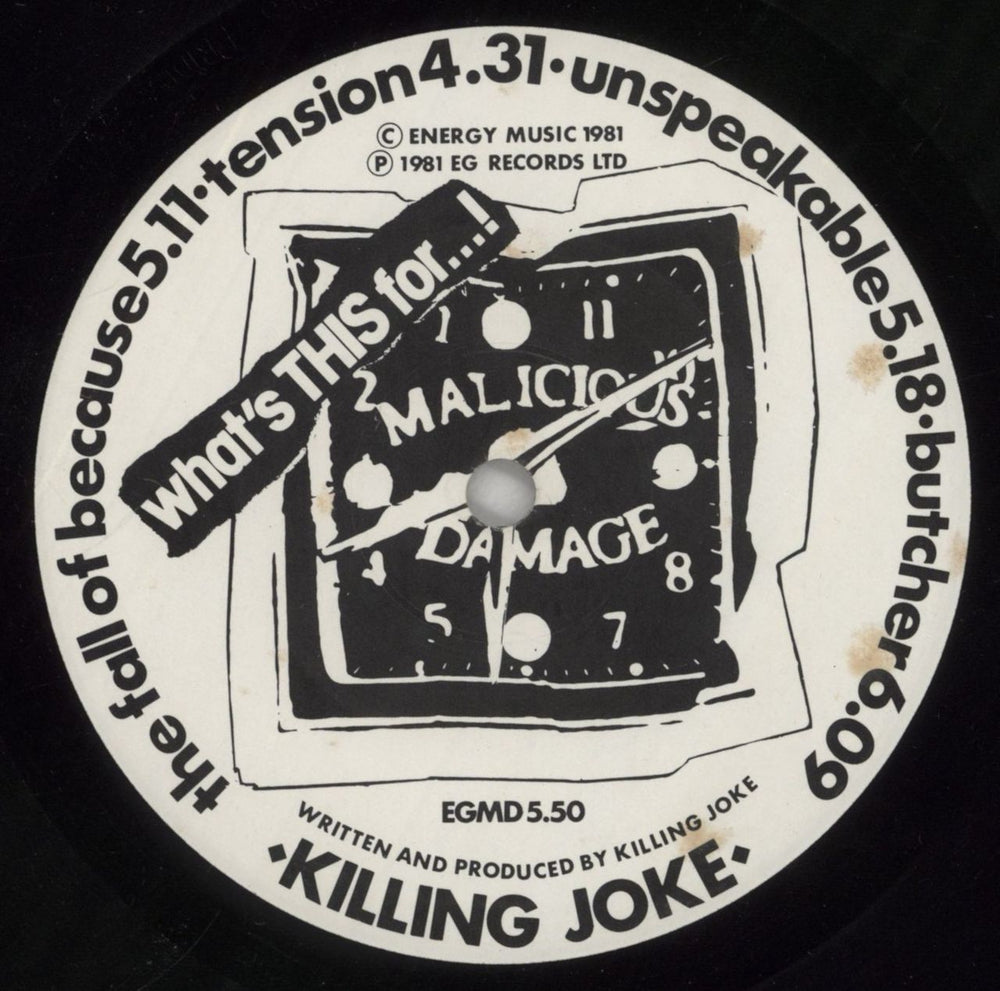 the fall of because 5.11 · tension 4.31 · unspeakable 5.18 · butcher 6.09
© ENERGY MUSIC 1981
℗ 1981 EG RECORDS LTD
what's THIS for...!
1 11
2
MALICIOUS
DAMAGE
4 8
5 7
EGMD 5.50
WRITTEN AND PRODUCED BY KILLING JOKE
·KILLING JOKE·